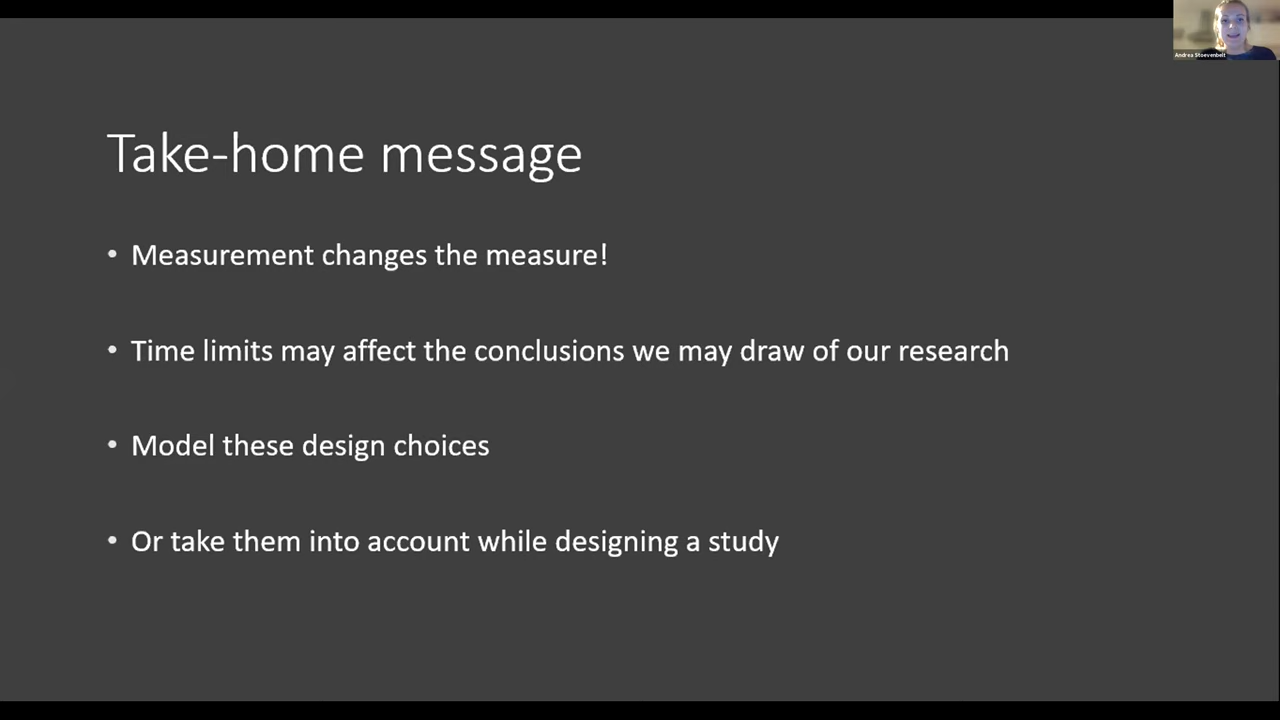 Andrea Stoevenbelt
Take-home message
• Measurement changes the measure!
• Time limits may affect the conclusions we may draw of our research
• Model these design choices
• Or take them into account while designing a study